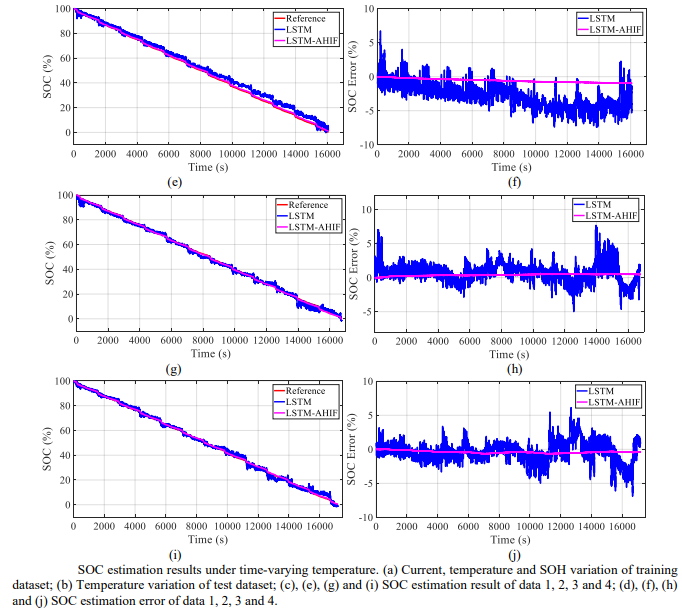 100
80
60
40
20
0
SOC (%)
0 2000 4000 6000 8000 10000 12000 14000 16000
Time (s)
Reference
LSTM
LSTM-AHIF
(e)
10
5
0
-5
-10
SOC Error (%)
0 2000 4000 6000 8000 10000 12000 14000 16000
Time (s)
LSTM
LSTM-AHIF
(f)
100
80
60
40
20
0
SOC (%)
0 2000 4000 6000 8000 10000 12000 14000 16000
Time (s)
Reference
LSTM
LSTM-AHIF
(g)
10
5
0
-5
SOC Error (%)
0 2000 4000 6000 8000 10000 12000 14000 16000
Time (s)
LSTM
LSTM-AHIF
(h)
100
80
60
40
20
0
SOC (%)
0 2000 4000 6000 8000 10000 12000 14000 16000
Time (s)
Reference
LSTM
LSTM-AHIF
(i)
10
5
0
-5
-10
SOC Error (%)
0 2000 4000 6000 8000 10000 12000 14000 16000
Time (s)
LSTM
LSTM-AHIF
(j)
SOC estimation results under time-varying temperature. (a) Current, temperature and SOH variation of training
dataset; (b) Temperature variation of test dataset; (c), (e), (g) and (i) SOC estimation result of data 1, 2, 3 and 4; (d), (f), (h)
and (j) SOC estimation error of data 1, 2, 3 and 4.